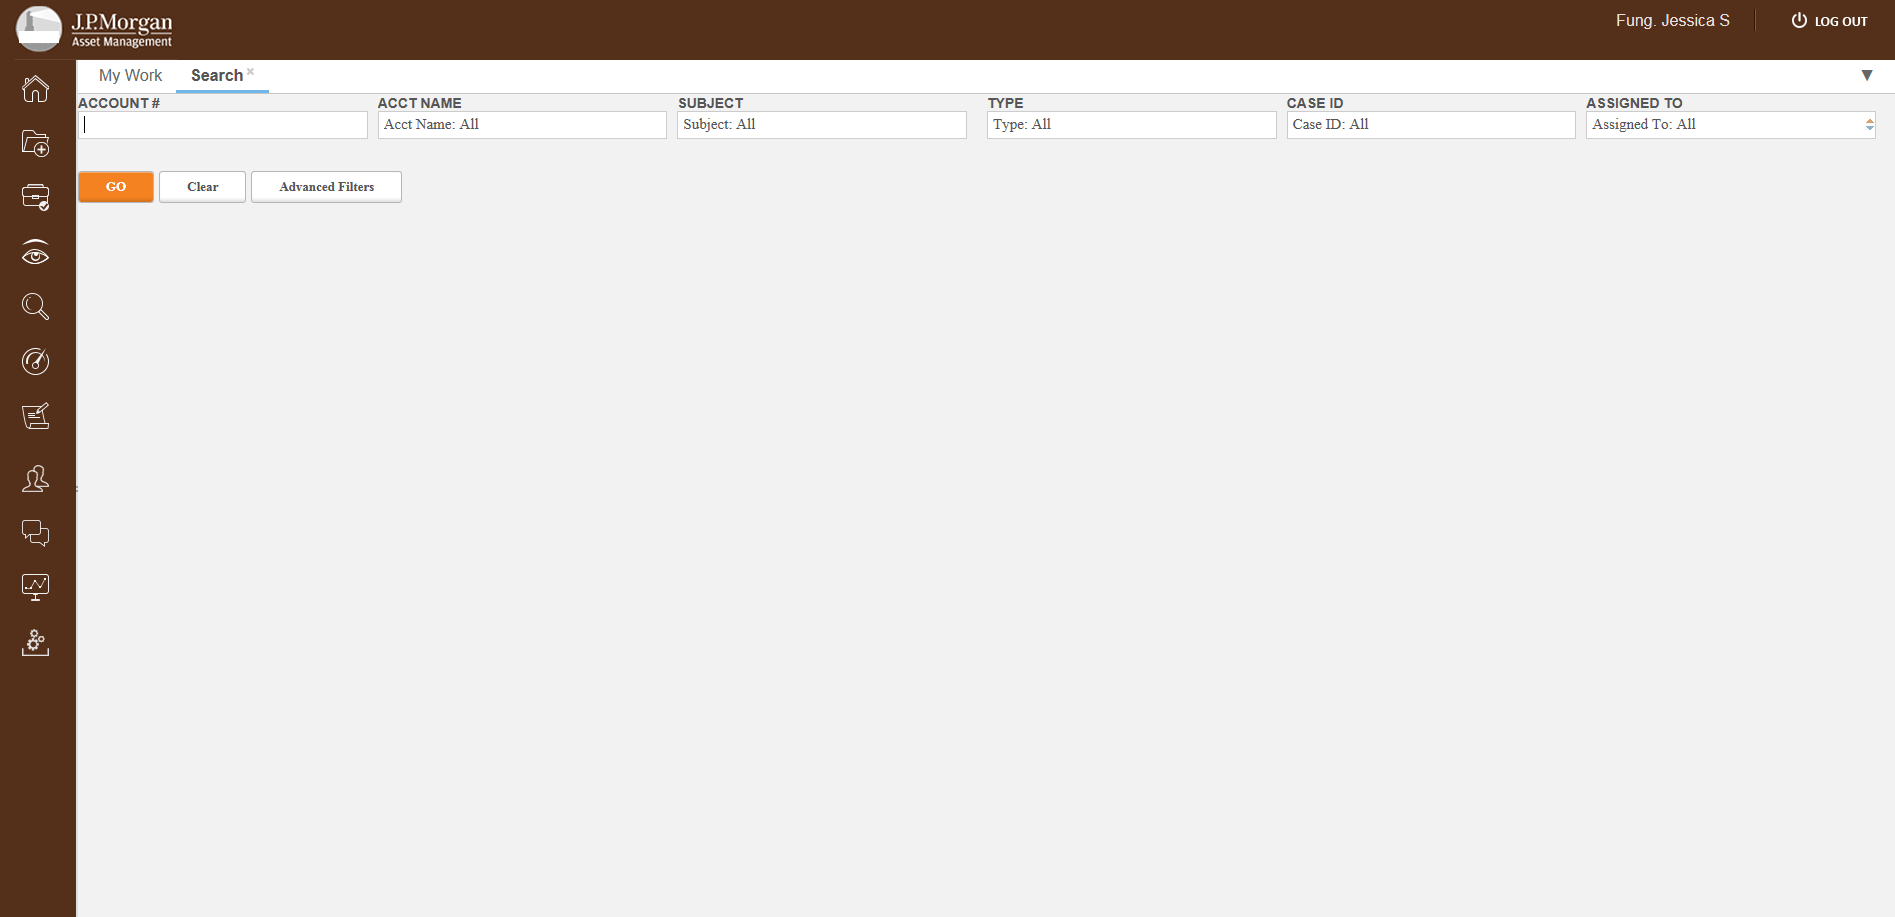 J.P.Morgan
Asset Management
Fung. Jessica S
LOG OUT
My Work
Search
ACCOUNT #
ACCT NAME
SUBJECT
TYPE
CASE ID
ASSIGNED TO
Acct Name: All
Subject: All
Type: All
Case ID: All
Assigned To: All
GO
Clear
Advanced Filters